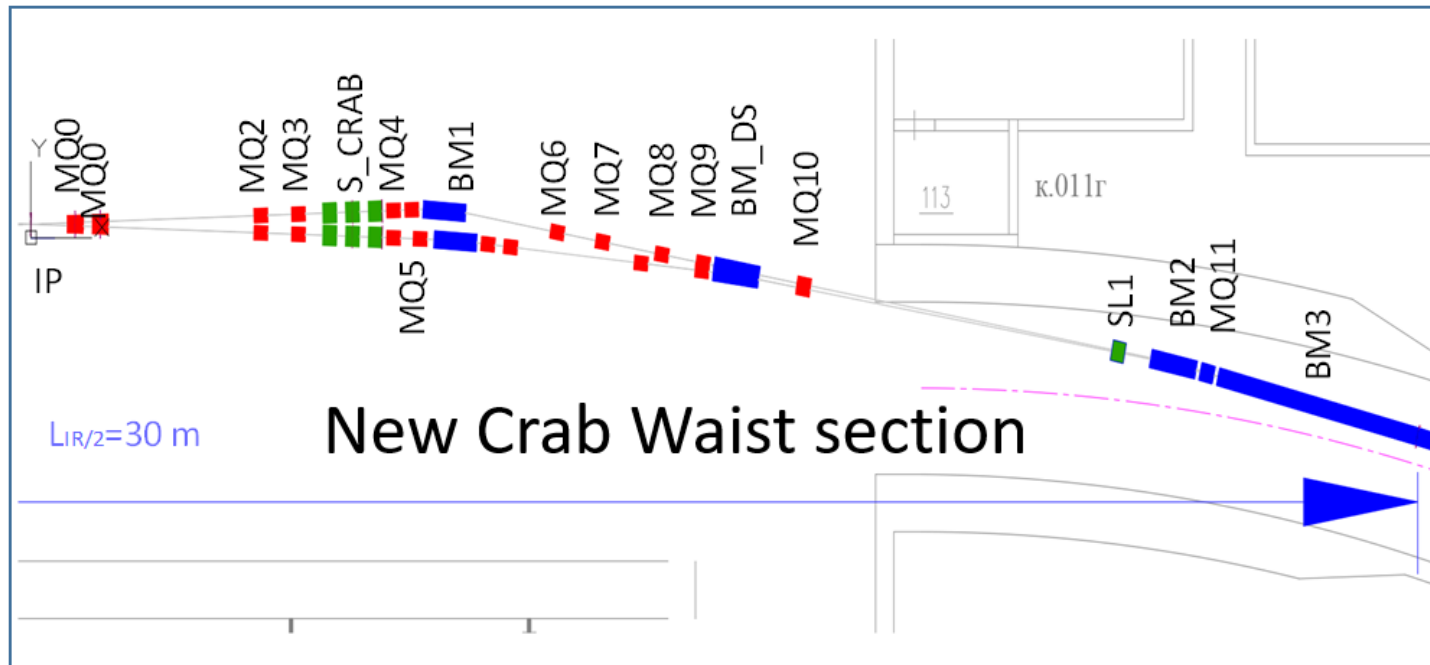 MQ0
MQ0
MQ2
MQ3
S_CRAB
MQ4
BM1
MQ6
MQ7
MQ8
MQ9
BM_DS
MQ10
113
к.011г
Y
IP
MQ5
SL1
BM2
MQ11
BM3
LIR/2=30 m
New Crab Waist section